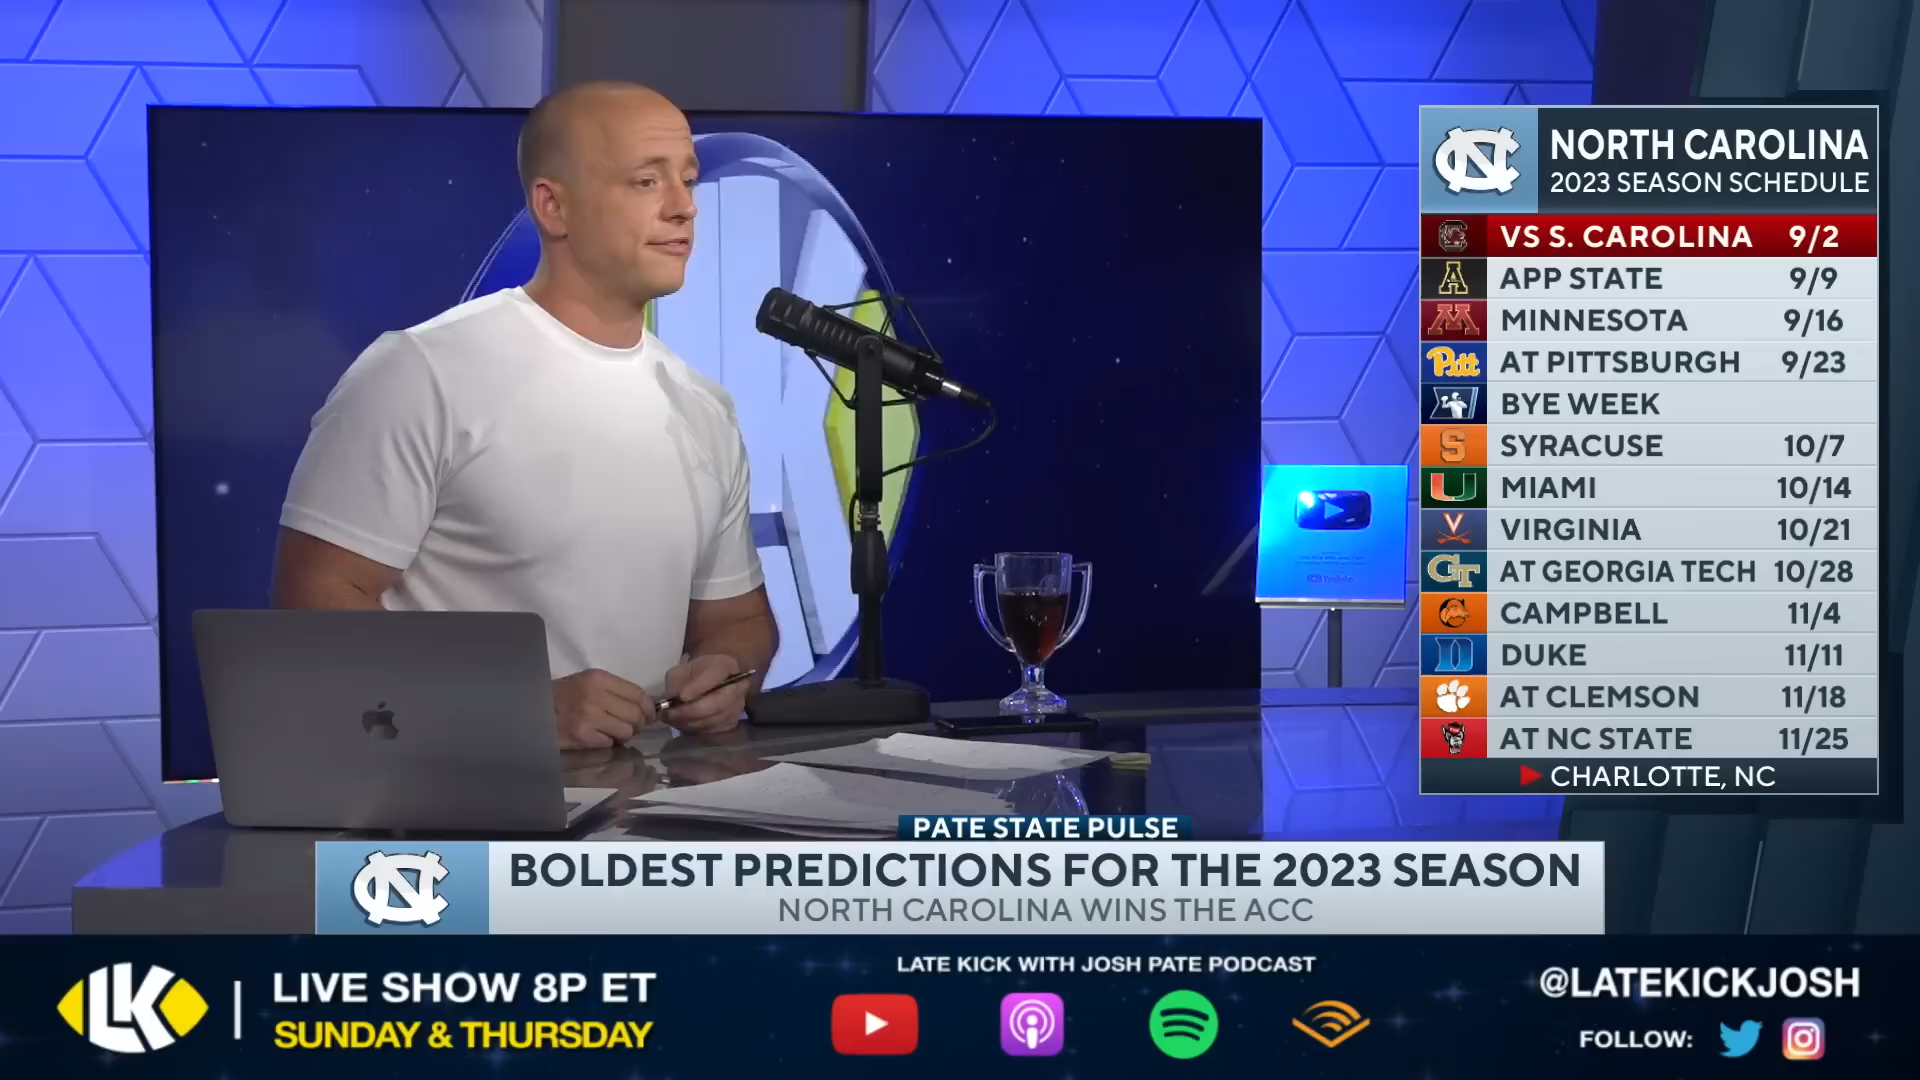 NORTH CAROLINA
2023 SEASON SCHEDULE
VS S. CAROLINA 9/2
APP STATE 9/9
MINNESOTA 9/16
Pitt AT PITTSBURGH 9/23
BYE WEEK
SYRACUSE 10/7
MIAMI 10/14
VIRGINIA 10/21
AT GEORGIA TECH 10/28
CAMPBELL 11/4
DUKE 11/11
AT CLEMSON 11/18
AT NC STATE 11/25
CHARLOTTE, NC
PATE STATE PULSE
BOLDEST PREDICTIONS FOR THE 2023 SEASON
NORTH CAROLINA WINS THE ACC
LK
LIVE SHOW 8P ET
SUNDAY & THURSDAY
LATE KICK WITH JOSH PATE PODCAST
@LATEKICKJOSH
FOLLOW: